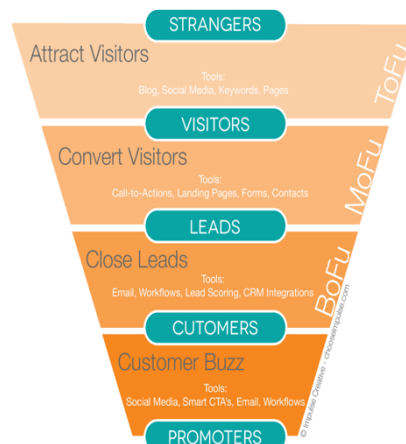 STRANGERS
Attract Visitors
Tools:
Blog, Social Media, Keywords, Pages
ToFu
VISITORS
Convert Visitors
Tools:
Call-to-Actions, Landing Pages, Forms, Contacts
MoFu
LEADS
Close Leads
Tools:
Email, Workflows, Lead Scoring, CRM Integrations
BoFu
CUTOMERS
Customer Buzz
Tools:
Social Media, Smart CTA's, Email, Workflows
© Impulse Creative - chooseimpulse.com
PROMOTERS